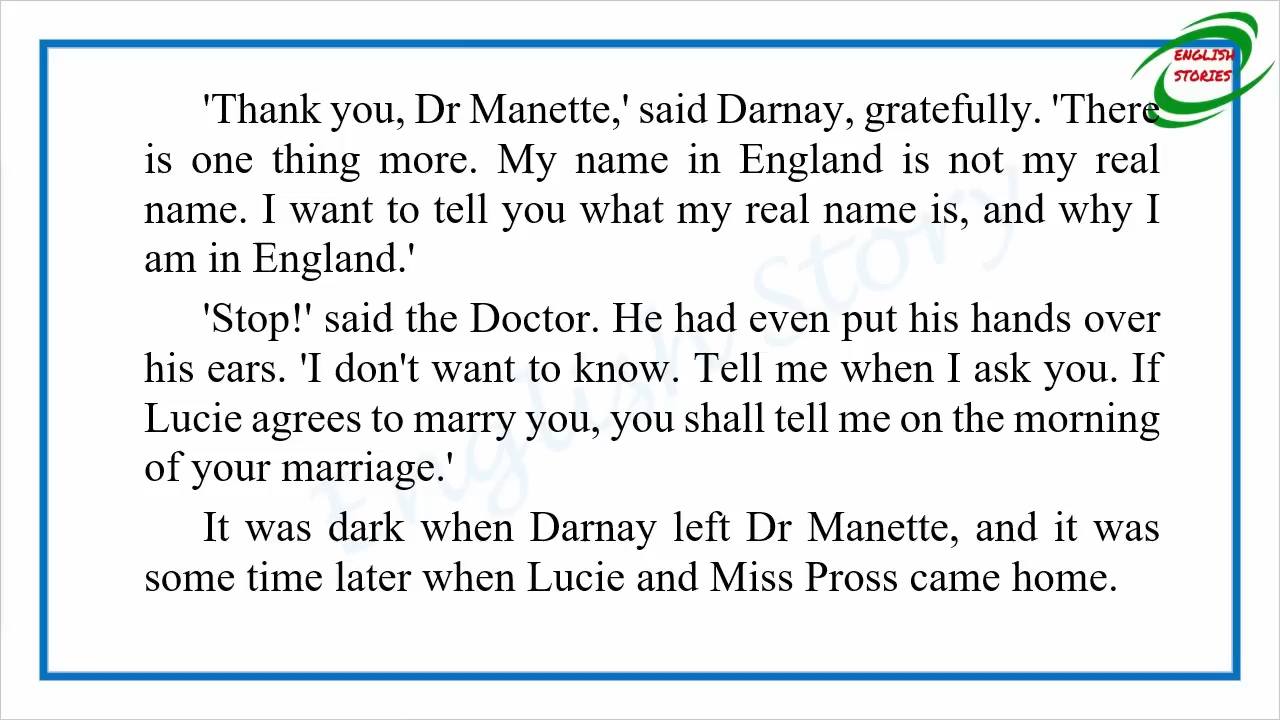 ENGLISH
STORIES
'Thank you, Dr Manette,' said Darnay, gratefully. 'There
is one thing more. My name in England is not my real
name. I want to tell you what my real name is, and why I
am in England.'
'Stop!' said the Doctor. He had even put his hands over
his ears. 'I don't want to know. Tell me when I ask you. If
Lucie agrees to marry you, you shall tell me on the morning
of your marriage.'
It was dark when Darnay left Dr Manette, and it was
some time later when Lucie and Miss Pross came home.
English Story